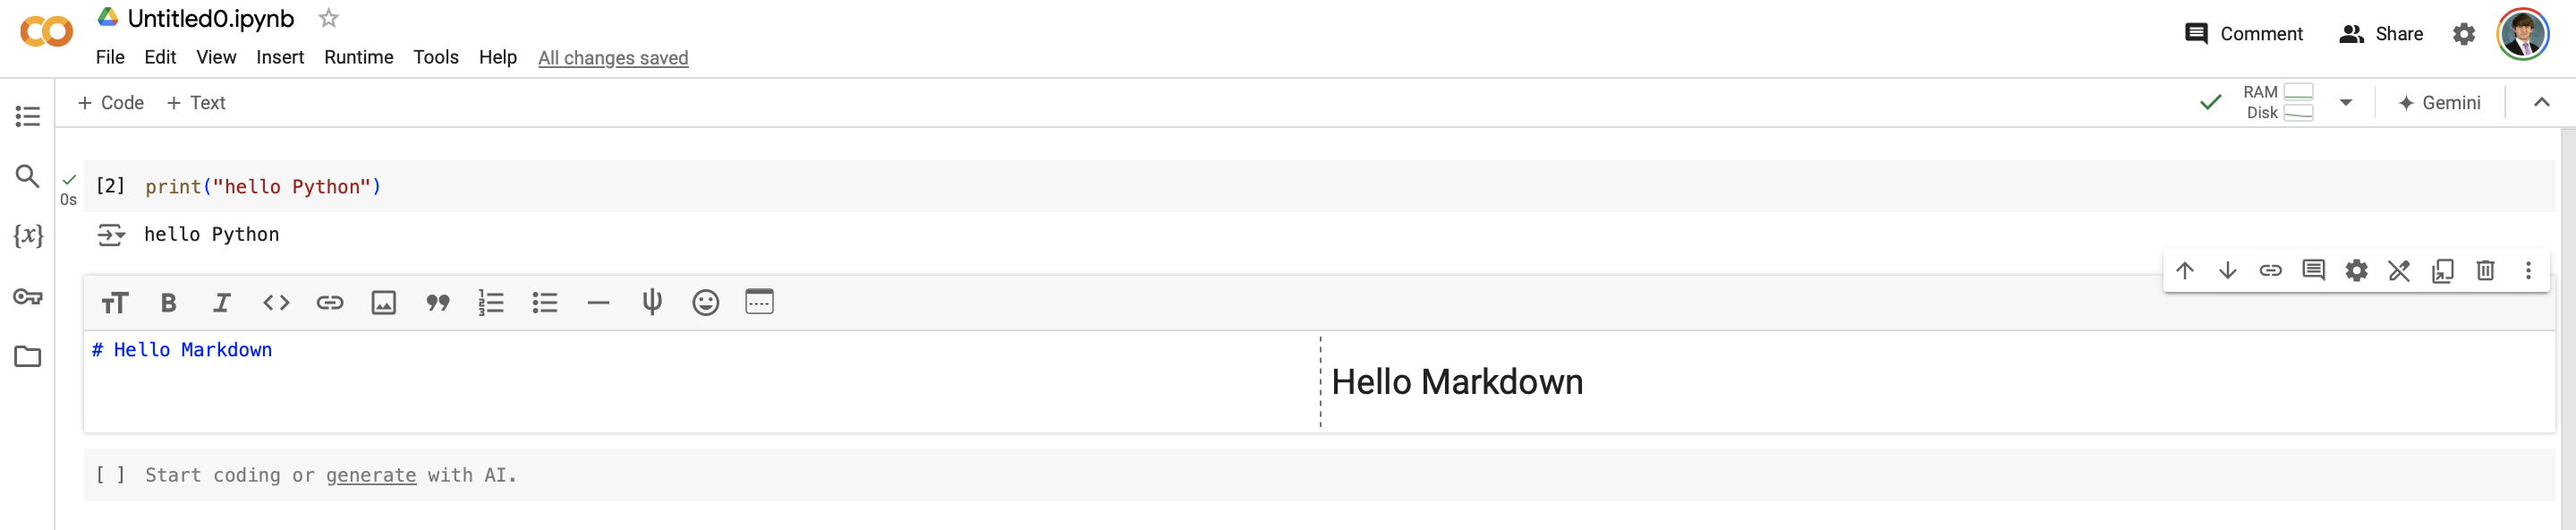 Untitled0.ipynb
File Edit View Insert Runtime Tools Help All changes saved
Comment Share
+ Code + Text
RAM
Disk
Gemini
[2] print("hello Python")
0s
hello Python
# Hello Markdown
Hello Markdown
[ ] Start coding or generate with AI.